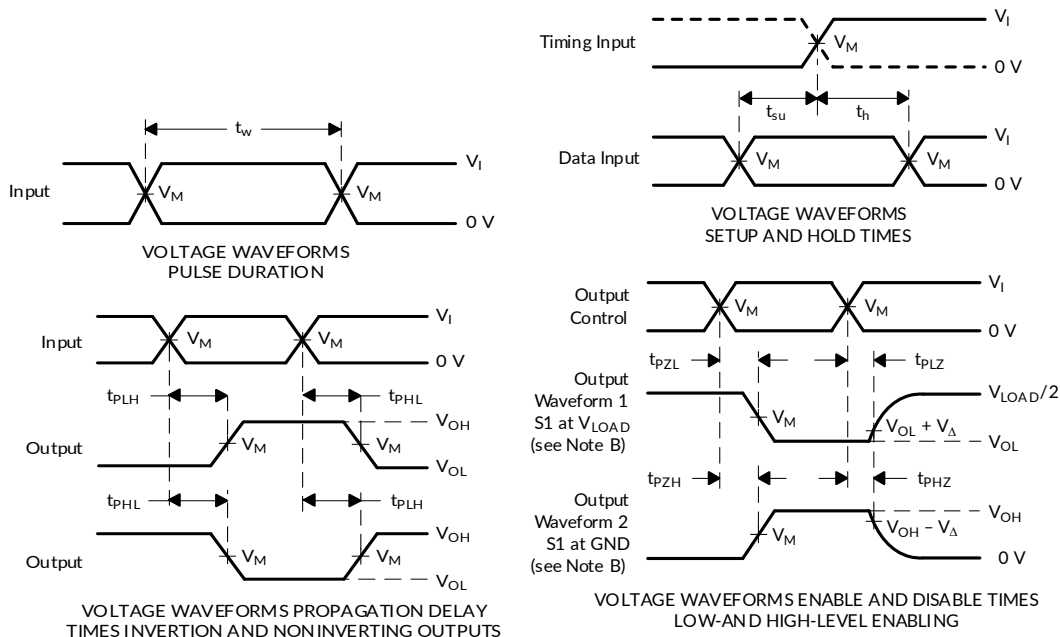 t_w
V_I
Input
V_M
V_M
0 V
VOLTAGE WAVEFORMS
PULSE DURATION
V_I
Timing Input
V_M
0 V
t_su
t_h
V_I
Data Input
V_M
V_M
0 V
VOLTAGE WAVEFORMS
SETUP AND HOLD TIMES
V_I
Input
V_M
V_M
0 V
t_PLH
t_PHL
V_OH
Output
V_M
V_M
V_OL
t_PHL
t_PLH
V_OH
Output
V_M
V_M
V_OL
VOLTAGE WAVEFORMS PROPAGATION DELAY
TIMES INVERTION AND NONINVERTING OUTPUTS
V_I
Output
Control
V_M
V_M
0 V
t_PZL
t_PLZ
Output
Waveform 1
S1 at V_LOAD
(see Note B)
V_LOAD/2
V_M
V_OL + V_Δ
V_OL
t_PZH
t_PHZ
Output
Waveform 2
S1 at GND
(see Note B)
V_OH
V_M
V_OH – V_Δ
0 V
VOLTAGE WAVEFORMS ENABLE AND DISABLE TIMES
LOW-AND HIGH-LEVEL ENABLING